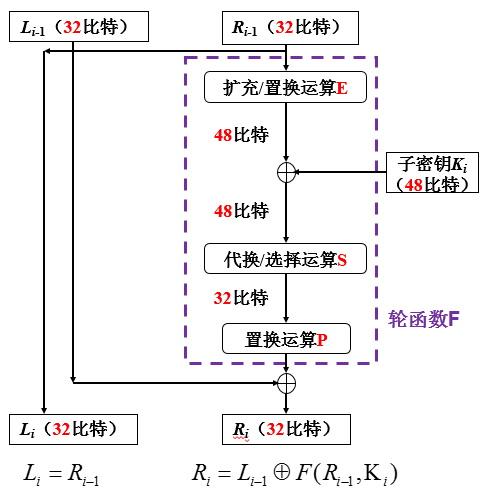 Li-1（32比特）
Ri-1（32比特）
扩充/置换运算E
48比特
子密钥Ki
（48比特）
48比特
代换/选择运算S
32比特
轮函数F
置换运算P
Li（32比特）
Ri（32比特）
Li = Ri−1
Ri = Li−1 ⊕ F(Ri−1,Ki)